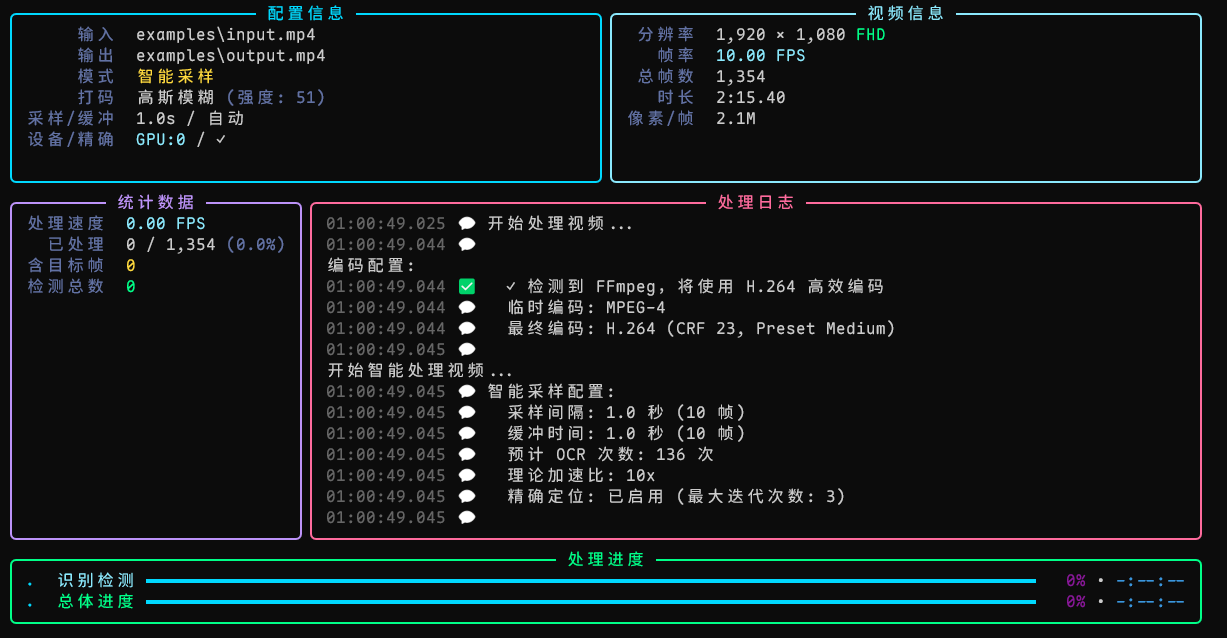 配置信息
输入 examples\input.mp4
输出 examples\output.mp4
模式 智能采样
打码 高斯模糊 (强度: 51)
采样/缓冲 1.0s / 自动
设备/精确 GPU:0 / ✓
视频信息
分辨率 1,920 × 1,080 FHD
帧率 10.00 FPS
总帧数 1,354
时长 2:15.40
像素/帧 2.1M
统计数据
处理速度 0.00 FPS
已处理 0 / 1,354 (0.0%)
含目标帧 0
检测总数 0
处理日志
01:00:49.025 💬 开始处理视频...
01:00:49.044 💬
编码配置:
01:00:49.044 ✅ ✓ 检测到 FFmpeg, 将使用 H.264 高效编码
01:00:49.044 💬 临时编码: MPEG-4
01:00:49.044 💬 最终编码: H.264 (CRF 23, Preset Medium)
01:00:49.045 💬
开始智能处理视频...
01:00:49.045 💬 智能采样配置:
01:00:49.045 💬 采样间隔: 1.0 秒 (10 帧)
01:00:49.045 💬 缓冲时间: 1.0 秒 (10 帧)
01:00:49.045 💬 预计 OCR 次数: 136 次
01:00:49.045 💬 理论加速比: 10x
01:00:49.045 💬 精确定位: 已启用 (最大迭代次数: 3)
01:00:49.045 💬
处理进度
. 识别检测 0% • -:--:--
. 总体进度 0% • -:--:--